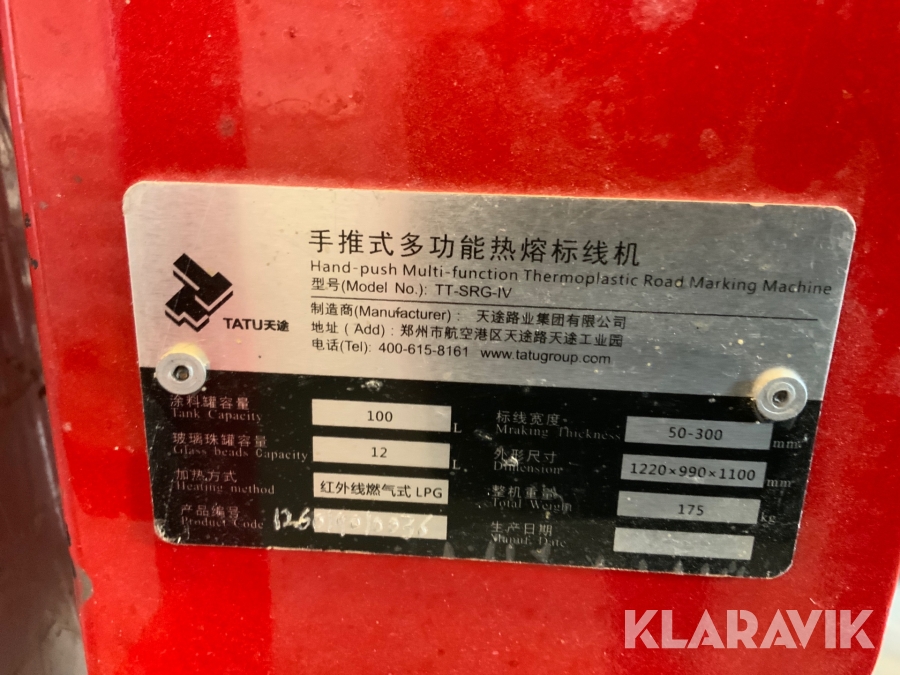 手推式多功能热熔标线机
Hand-push Multi-function Thermoplastic Road Marking Machine
型号(Model No.): TT-SRG-IV
TATU天途
制造商(Manufacturer): 天途路业集团有限公司
地址 (Add): 郑州市航空港区天途路天途工业园
电话(Tel): 400-615-8161 www.tatugroup.com
涂料罐容量 100 L
Tank Capacity
玻璃珠罐容量 12 L
Glass beads Capacity
加热方式 红外线燃气式 LPG
Heating method
产品编号
Product Code
标线宽度 50-300 mm
Mraking Thickness
外形尺寸 1220×990×1100 mm
Dimension
整机重量 175 kg
Total Weigh
生产日期
Manuf. Date
KLARAVIK